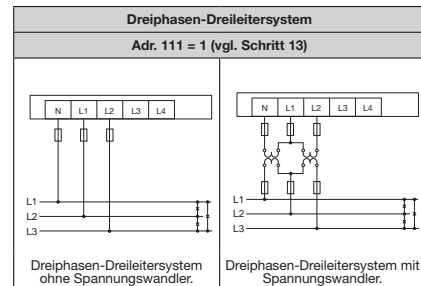 Dreiphasen-Dreileitersystem
Adr. 111 = 1 (vgl. Schritt 13)
N L1 L2 L3 L4
L1
L2
L3
Dreiphasen-Dreileitersystem
ohne Spannungswandler.
N L1 L2 L3 L4
L1
L2
L3
Dreiphasen-Dreileitersystem mit
Spannungswandler.